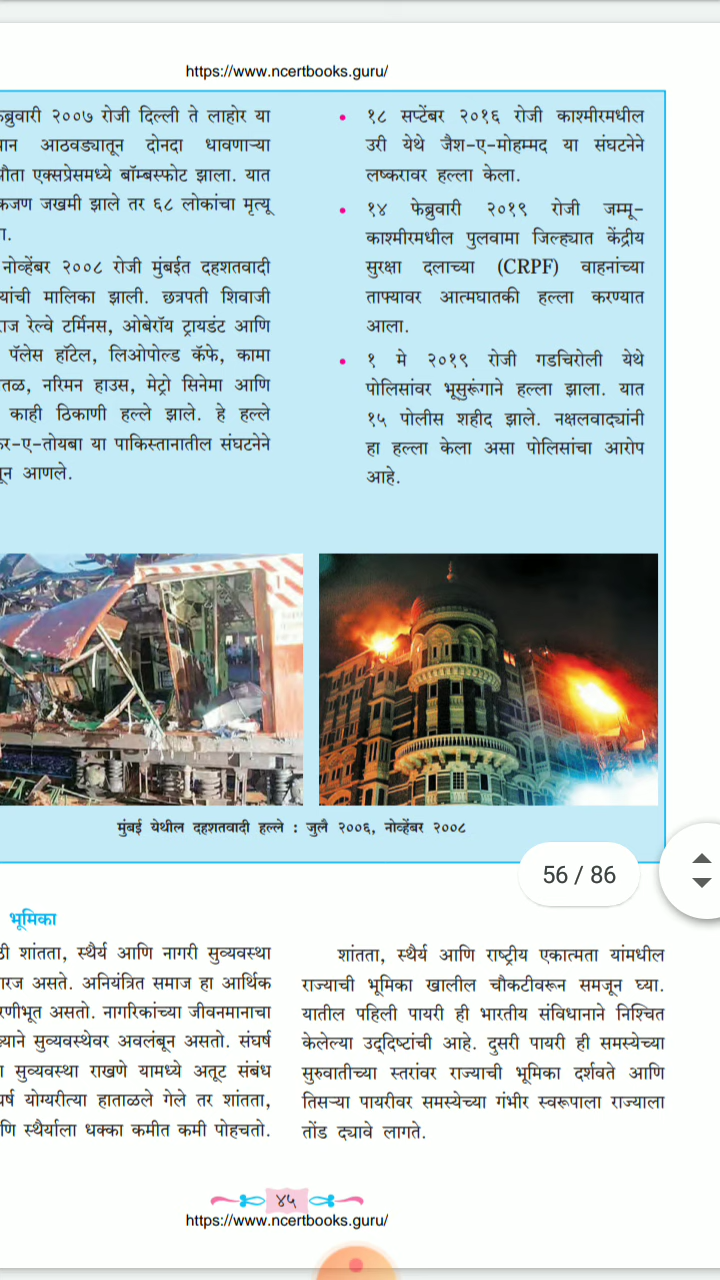 https://www.ncertbooks.guru/
२००७ रोजी दिल्ली ते लाहोर या
आठवड्यातून दोनदा धावणाऱ्या
एक्सप्रेसमध्ये बॉम्बस्फोट झाला. यात
जखमी झाले तर ६८ लोकांचा मृत्यू
नोव्हेंबर २००८ रोजी मुंबईत दहशतवादी
मालिका झाली. छत्रपती शिवाजी
रेल्वे टर्मिनस, ओबेरॉय ट्रायडंट आणि
पॅलेस हॉटेल, लिओपोल्ड कॅफे, कामा
नरिमन हाउस, मेट्रो सिनेमा आणि
काही ठिकाणी हल्ले झाले. हे हल्ले
या पाकिस्तानातील संघटनेने
आणले.
• १८ सप्टेंबर २०१६ रोजी काश्मीरमधील
उरी येथे जैश-ए-मोहम्मद या संघटनेने
लष्करावर हल्ला केला.
• १४ फेब्रुवारी २०१९ रोजी जम्मू-
काश्मीरमधील पुलवामा जिल्ह्यात केंद्रीय
सुरक्षा दलाच्या (CRPF) वाहनांच्या
ताफ्यावर आत्मघातकी हल्ला करण्यात
आला.
• १ मे २०१९ रोजी गडचिरोली येथे
पोलिसांवर भूसुरूंगाने हल्ला झाला. यात
१५ पोलीस शहीद झाले. नक्षलवाद्यांनी
हा हल्ला केला असा पोलिसांचा आरोप
आहे.
मुंबई येथील दहशतवादी हल्ले : जुलै २००६, नोव्हेंबर २००८
56 / 86
भूमिका
शांतता, स्थैर्य आणि नागरी सुव्यवस्था
असते. अनियंत्रित समाज हा आर्थिक
असतो. नागरिकांच्या जीवनमानाचा
सुव्यवस्थेवर अवलंबून असतो. संघर्ष
सुव्यवस्था राखणे यामध्ये अतूट संबंध
योग्यरीत्या हाताळले गेले तर शांतता,
स्थैर्याला धक्का कमीत कमी पोहचतो.
शांतता, स्थैर्य आणि राष्ट्रीय एकात्मता यांमधील
राज्याची भूमिका खालील चौकटीवरून समजून घ्या.
यातील पहिली पायरी ही भारतीय संविधानाने निश्चित
केलेल्या उद्‌दिष्टांची आहे. दुसरी पायरी ही समस्येच्या
सुरुवातीच्या स्तरांवर राज्याची भूमिका दर्शवते आणि
तिसऱ्या पायरीवर समस्येच्या गंभीर स्वरूपाला राज्याला
तोंड द्यावे लागते.
४५
https://www.ncertbooks.guru/